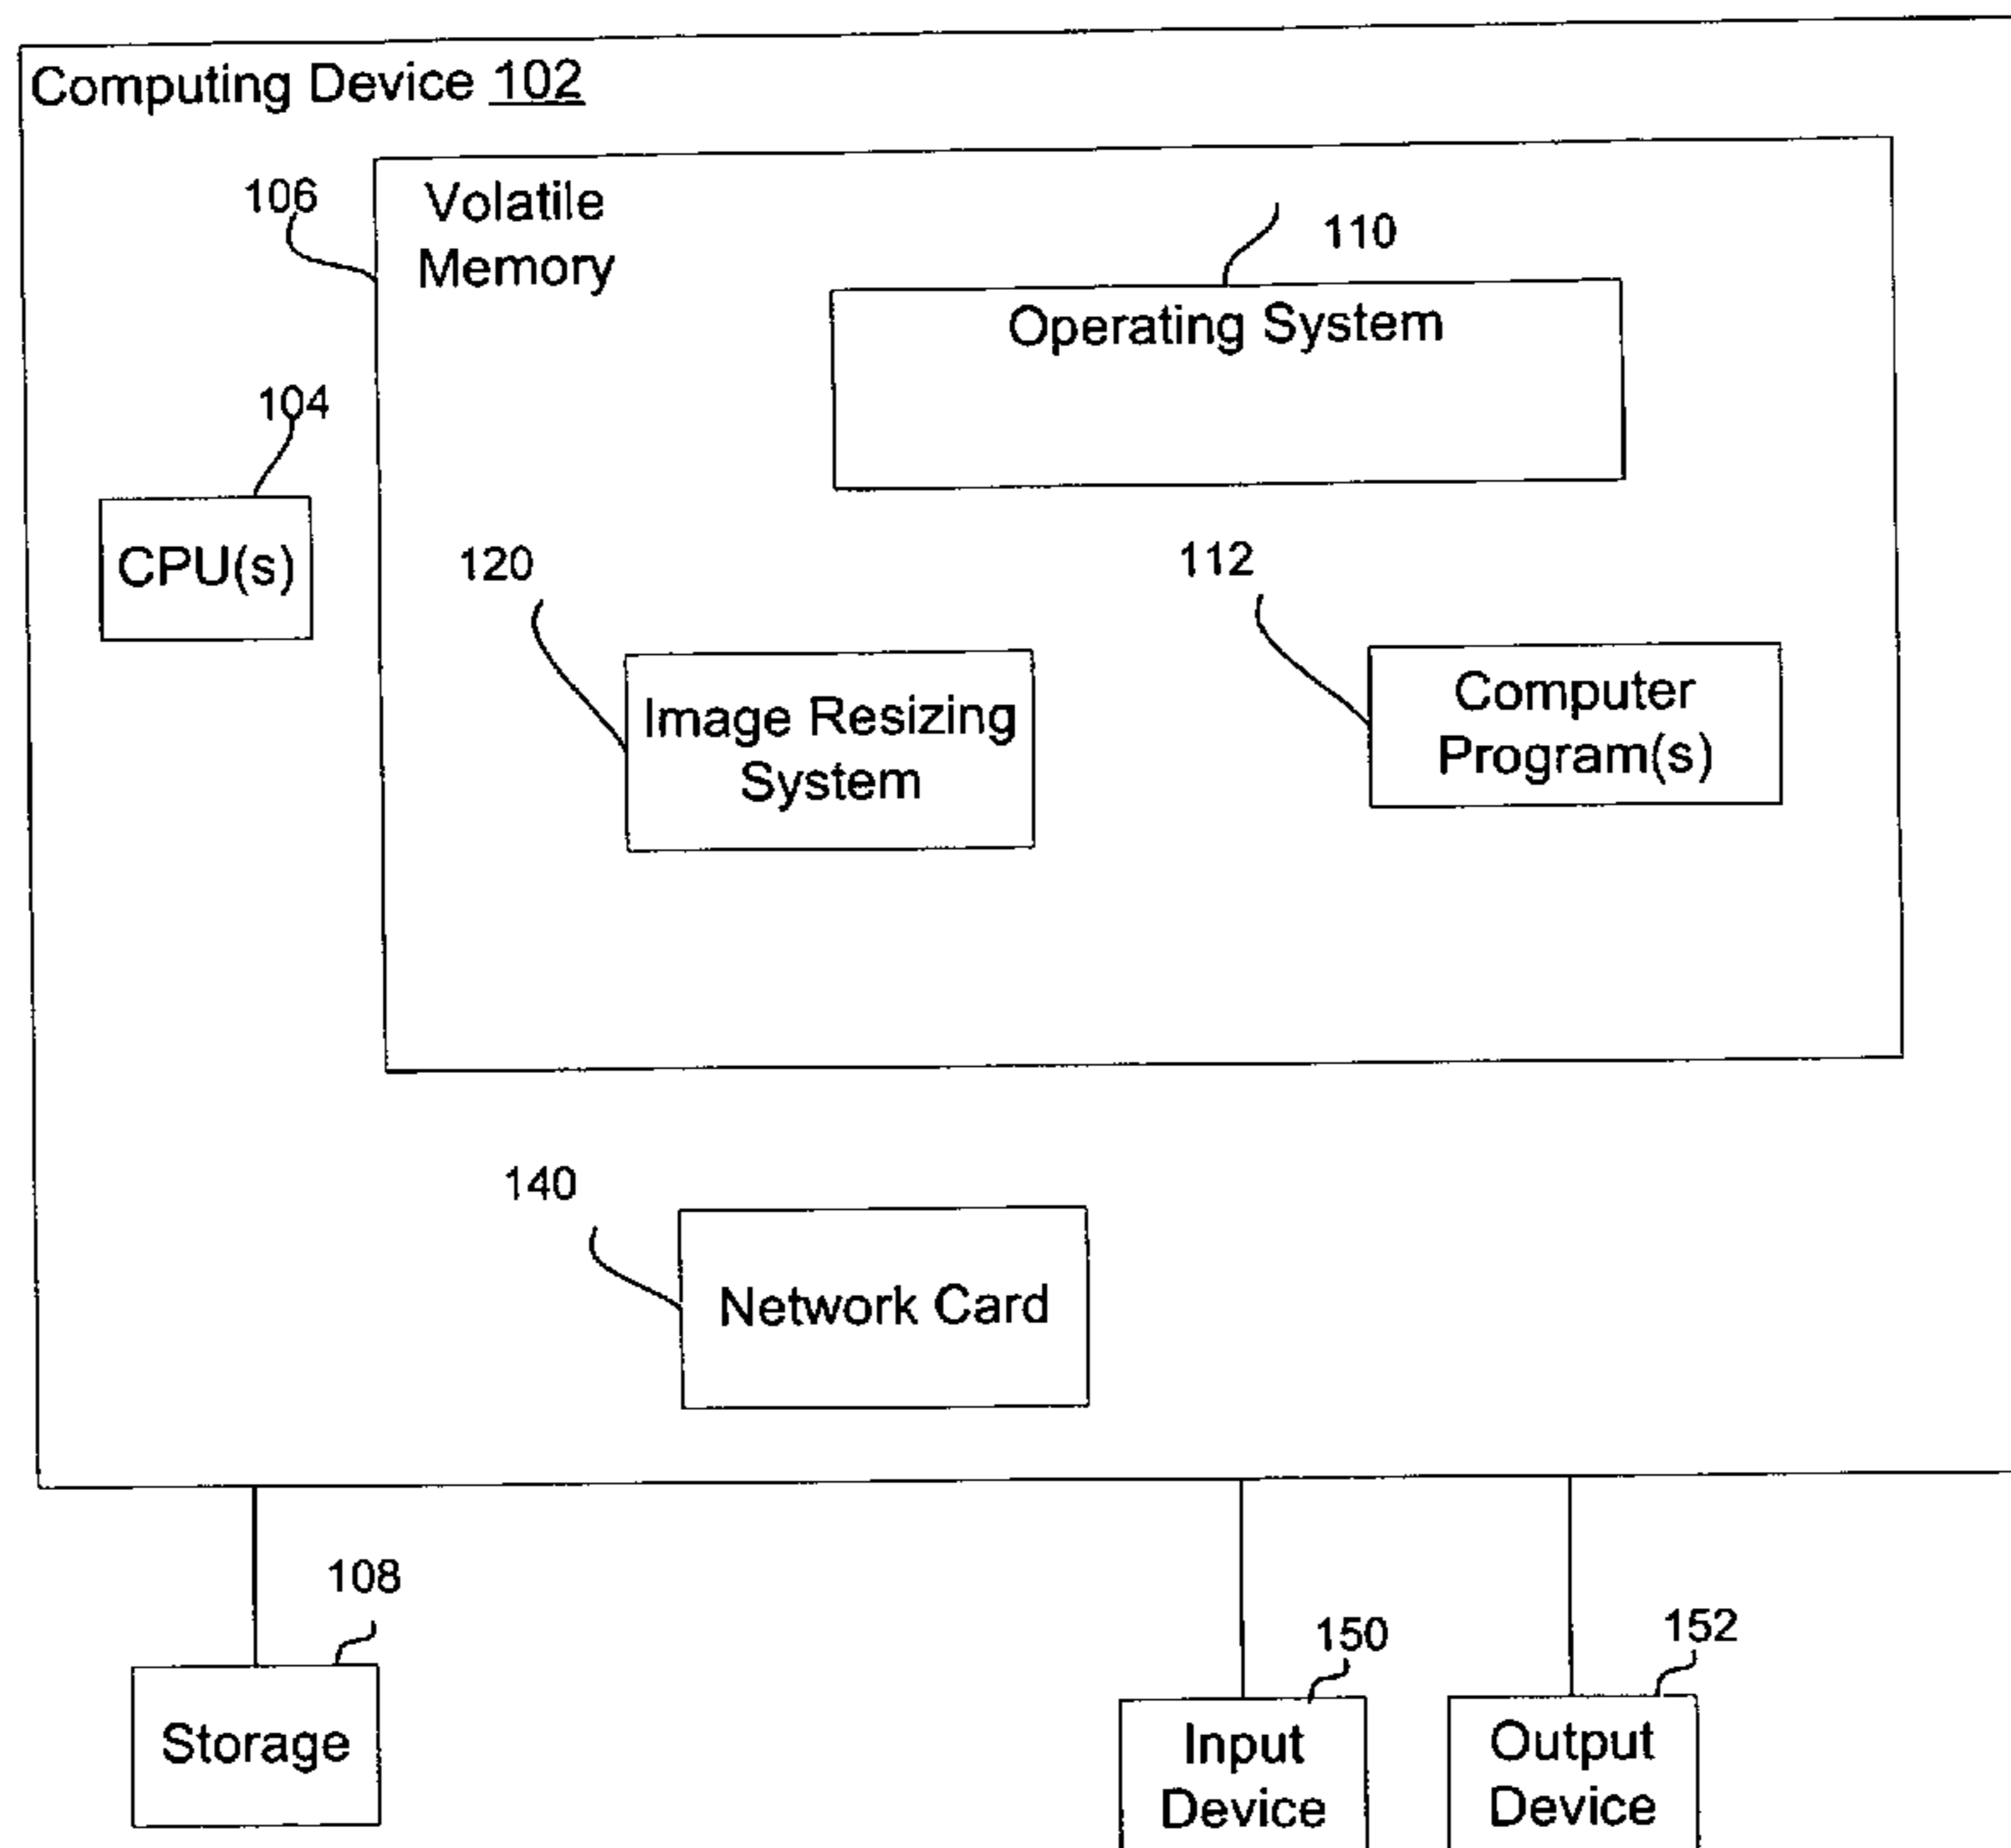 Computing Device 102
106
Volatile
Memory
110
Operating System
104
CPU(s)
120
Image Resizing
System
112
Computer
Program(s)
140
Network Card
108
Storage
150
Input
Device
152
Output
Device